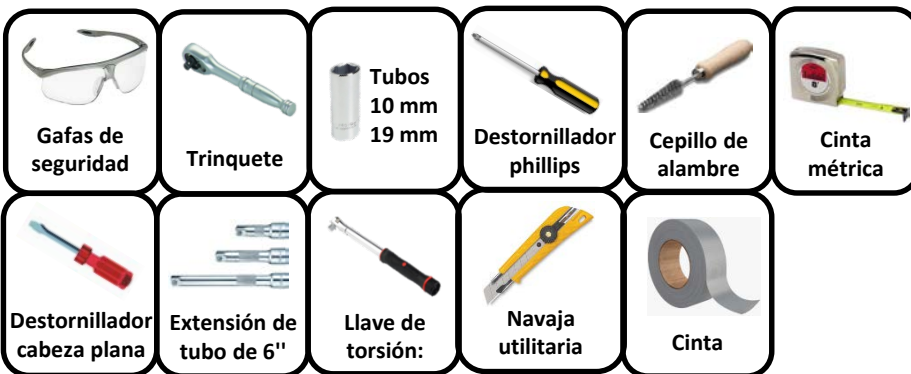 Gafas de
seguridad
Trinquete
Tubos
10 mm
19 mm
Destornillador
phillips
Cepillo de
alambre
Cinta
métrica
Destornillador
cabeza plana
Extensión de
tubo de 6''
Llave de
torsión:
Navaja
utilitaria
Cinta